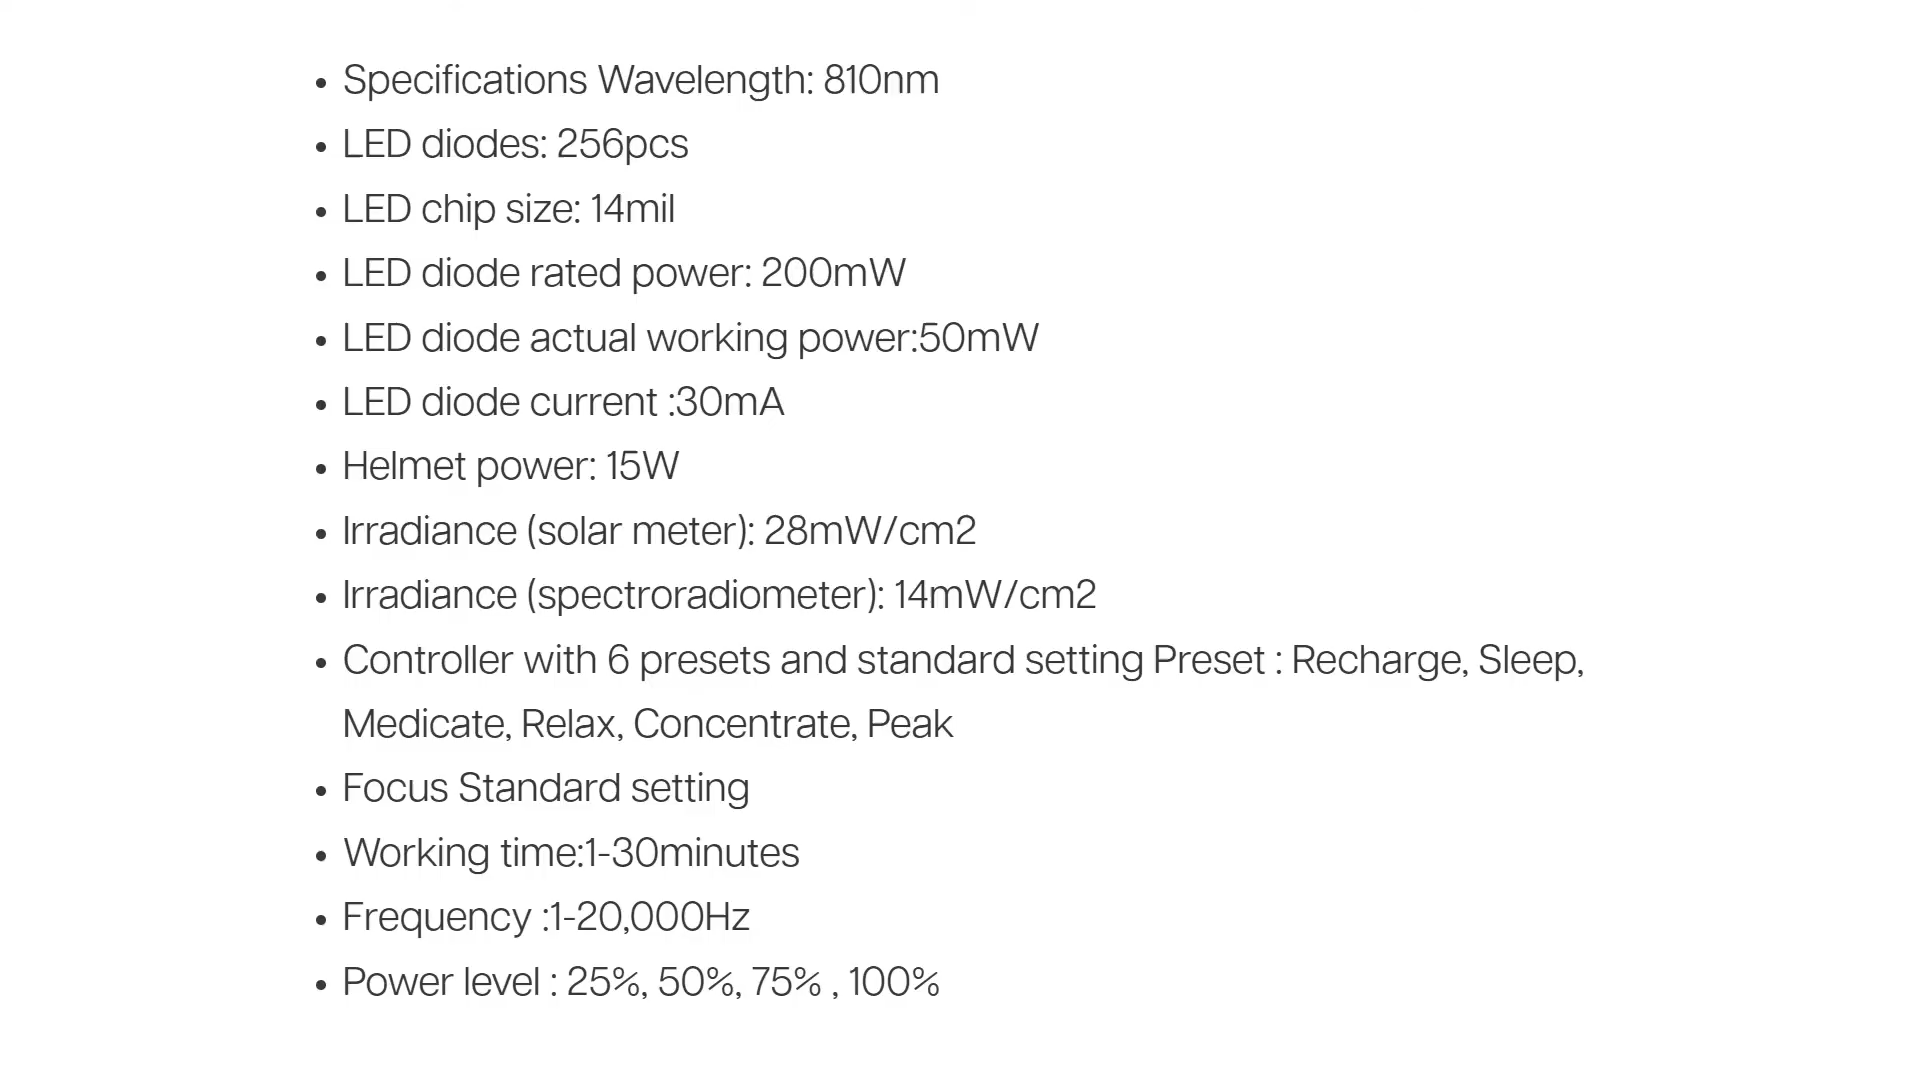 • Specifications Wavelength: 810nm
• LED diodes: 256pcs
• LED chip size: 14mil
• LED diode rated power: 200mW
• LED diode actual working power:50mW
• LED diode current :30mA
• Helmet power: 15W
• Irradiance (solar meter): 28mW/cm2
• Irradiance (spectroradiometer): 14mW/cm2
• Controller with 6 presets and standard setting Preset : Recharge, Sleep,
Medicate, Relax, Concentrate, Peak
• Focus Standard setting
• Working time:1-30minutes
• Frequency :1-20,000Hz
• Power level : 25%, 50%, 75% , 100%